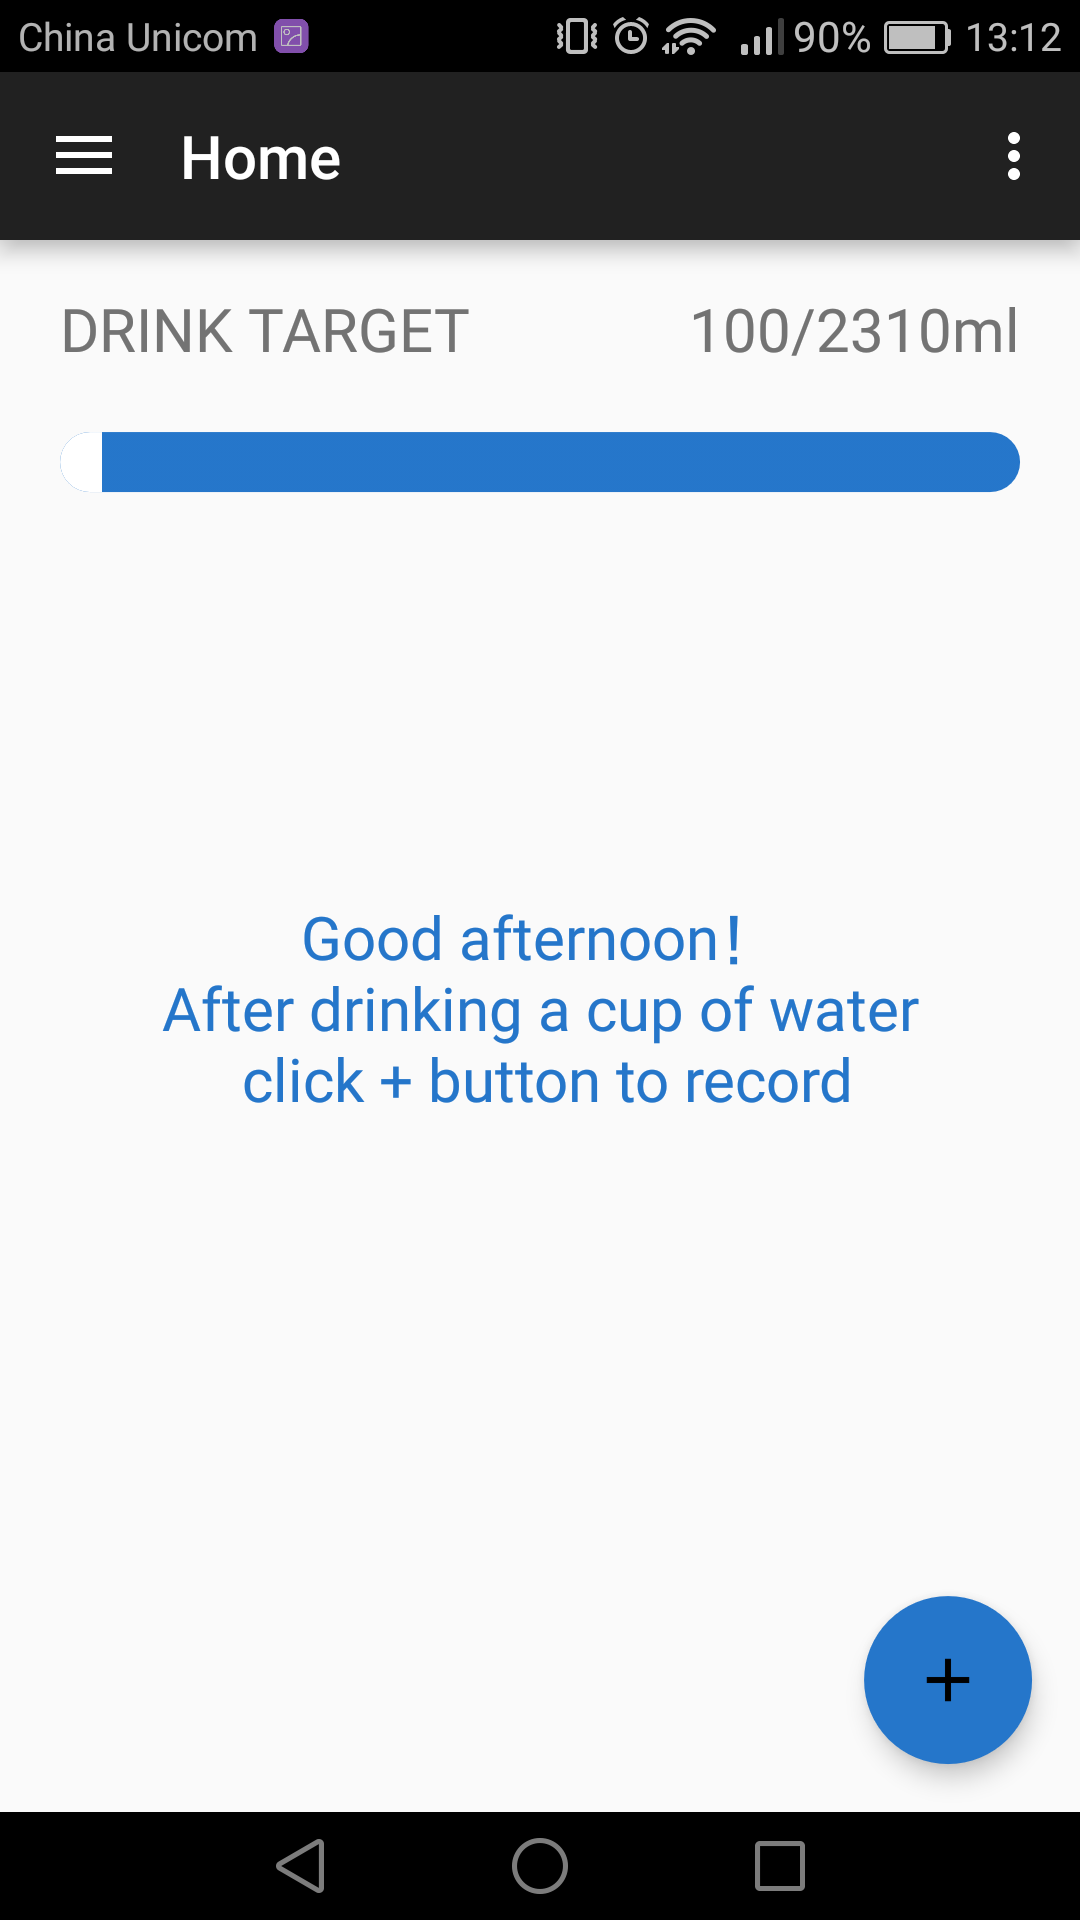 China Unicom 90% 13:12
Home
DRINK TARGET 100/2310ml
Good afternoon!
After drinking a cup of water
click + button to record
+